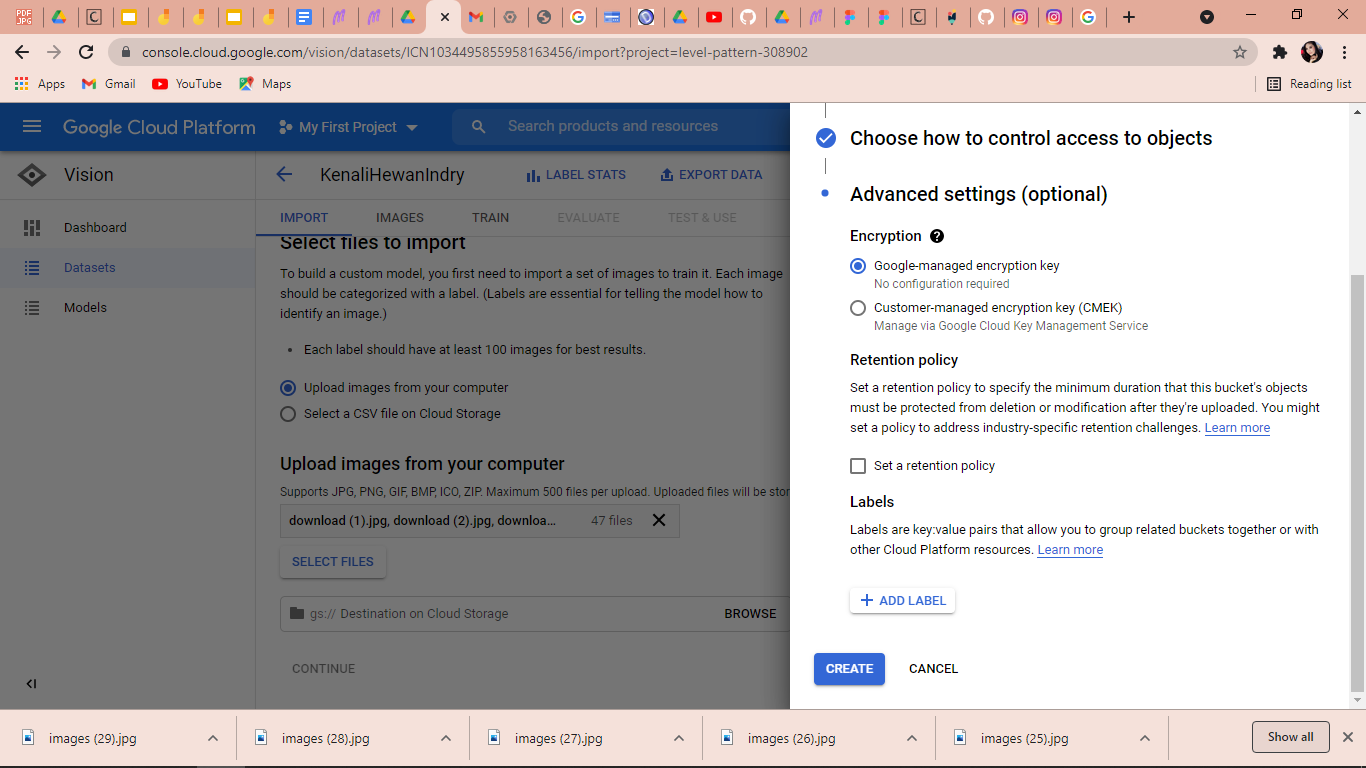 PDF
JPG
console.cloud.google.com/vision/datasets/ICN1034495855958163456/import?project=level-pattern-308902
Apps
Gmail
YouTube
Maps
Reading list
Google Cloud Platform
My First Project
Search products and resources
Vision
KenaliHewanIndry
LABEL STATS
EXPORT DATA
Dashboard
Datasets
Models
IMPORT
IMAGES
TRAIN
EVALUATE
TEST & USE
Select files to import
To build a custom model, you first need to import a set of images to train it. Each image
should be categorized with a label. (Labels are essential for telling the model how to
identify an image.)
• Each label should have at least 100 images for best results.
Upload images from your computer
Select a CSV file on Cloud Storage
Upload images from your computer
Supports JPG, PNG, GIF, BMP, ICO, ZIP. Maximum 500 files per upload. Uploaded files will be stor
download (1).jpg, download (2).jpg, downloa...
47 files
SELECT FILES
gs:// Destination on Cloud Storage
BROWSE
CONTINUE
Choose how to control access to objects
Advanced settings (optional)
Encryption
Google-managed encryption key
No configuration required
Customer-managed encryption key (CMEK)
Manage via Google Cloud Key Management Service
Retention policy
Set a retention policy to specify the minimum duration that this bucket's objects
must be protected from deletion or modification after they're uploaded. You might
set a policy to address industry-specific retention challenges. Learn more
Set a retention policy
Labels
Labels are key:value pairs that allow you to group related buckets together or with
other Cloud Platform resources. Learn more
+ ADD LABEL
CREATE
CANCEL
images (29).jpg
images (28).jpg
images (27).jpg
images (26).jpg
images (25).jpg
Show all